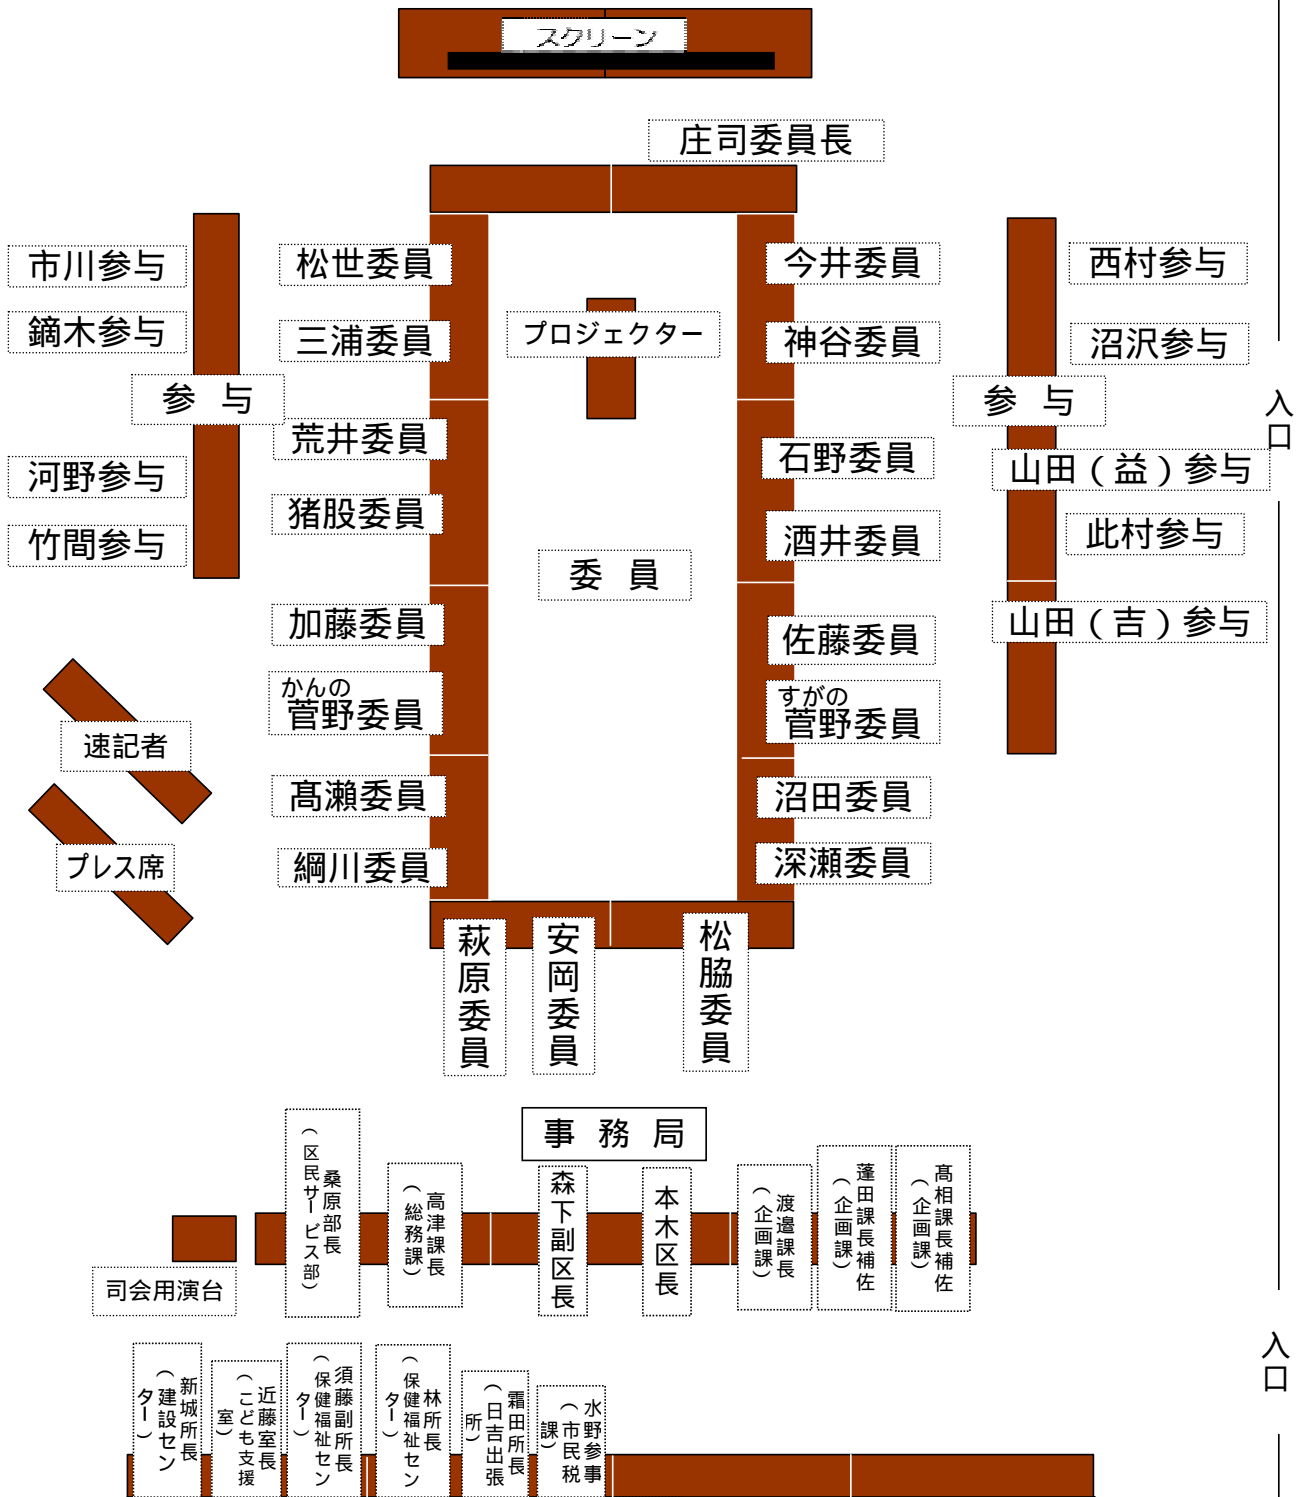 スクリーン
庄司委員長
市川参与
鏑木参与
参 与
河野参与
竹間参与
松世委員
三浦委員
荒井委員
猪股委員
加藤委員
かんの
菅野委員
髙瀨委員
綱川委員
プロジェクター
委 員
今井委員
神谷委員
石野委員
酒井委員
佐藤委員
すがの
菅野委員
沼田委員
深瀬委員
西村参与
沼沢参与
参 与
山田(益)参与
此村参与
山田(吉)参与
入口
速記者
プレス席
萩原委員
安岡委員
松脇委員
事 務 局
桑原部長
(区民サービス部)
高津課長
(総務課)
森下副区長
本木区長
渡邉課長
(企画課)
蓬田課長補佐
(企画課)
髙相課長補佐
(企画課)
司会用演台
入口
新城所長
(建設セン
ター)
近藤室長
(こども支援
室)
須藤副所長
(保健福祉セン
ター)
林所長
(保健福祉セン
ター)
霜田所長
(日吉出張
所)
水野参事
(市民税
課)